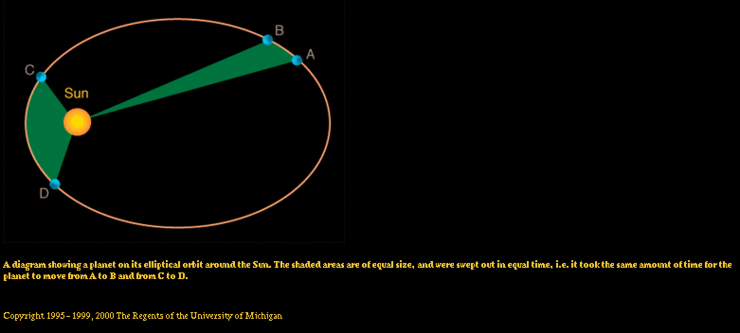 B
A
C
Sun
D
A diagram showing a planet on its elliptical orbit around the Sun. The shaded areas are of equal size, and were swept out in equal time, i.e. it took the same amount of time for the
planet to move from A to B and from C to D.
Copyright 1995 - 1999, 2000 The Regents of the University of Michigan